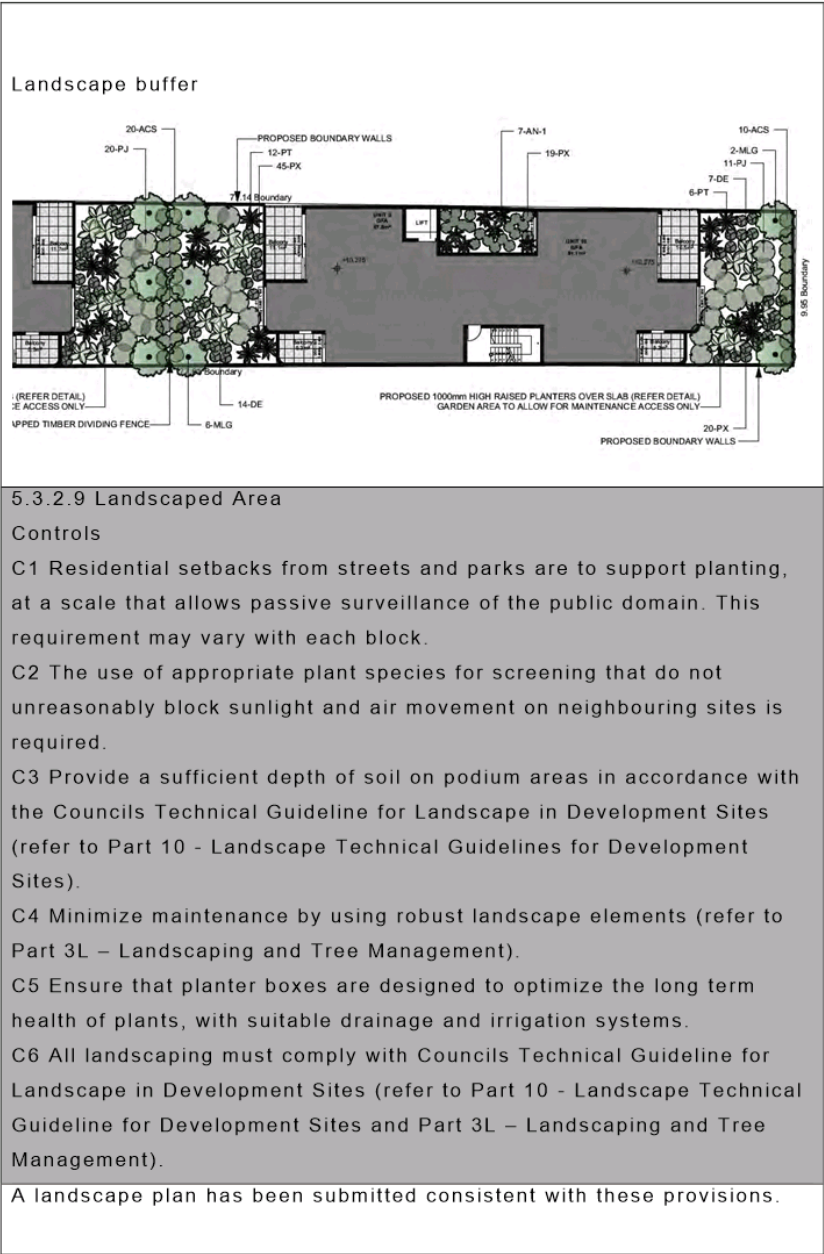 Landscape buffer
20-ACS
20-PJ
PROPOSED BOUNDARY WALLS
12-PT
45-PX
7-AN-1
19-PX
10-ACS
2-MLG
11-PJ
7-DE
6-PT
Boundary
LIFT
9.95 Boundary
Boundary
(REFER DETAIL)
ACCESS ONLY
14-DE
TIMBER DIVIDING FENCE
6-MLG
PROPOSED 1000mm HIGH RAISED PLANTERS OVER SLAB (REFER DETAIL)
GARDEN AREA TO ALLOW FOR MAINTENANCE ACCESS ONLY
20-PX
PROPOSED BOUNDARY WALLS
5.3.2.9 Landscaped Area
Controls
C1 Residential setbacks from streets and parks are to support planting,
at a scale that allows passive surveillance of the public domain. This
requirement may vary with each block.
C2 The use of appropriate plant species for screening that do not
unreasonably block sunlight and air movement on neighbouring sites is
required.
C3 Provide a sufficient depth of soil on podium areas in accordance with
the Councils Technical Guideline for Landscape in Development Sites
(refer to Part 10 - Landscape Technical Guidelines for Development
Sites).
C4 Minimize maintenance by using robust landscape elements (refer to
Part 3L – Landscaping and Tree Management).
C5 Ensure that planter boxes are designed to optimize the long term
health of plants, with suitable drainage and irrigation systems.
C6 All landscaping must comply with Councils Technical Guideline for
Landscape in Development Sites (refer to Part 10 - Landscape Technical
Guideline for Development Sites and Part 3L – Landscaping and Tree
Management).
A landscape plan has been submitted consistent with these provisions.